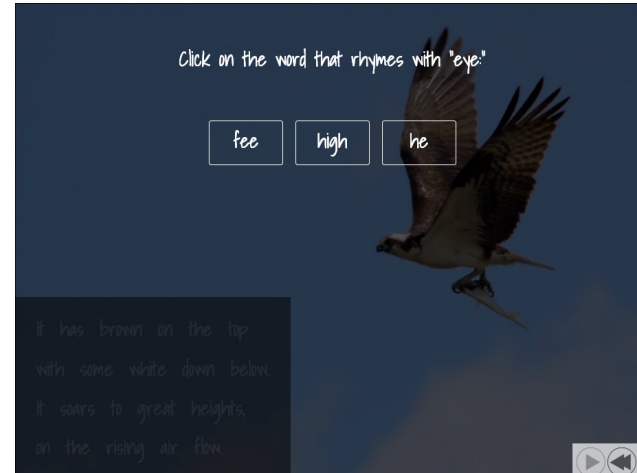 Click on the word that rhymes with "eye:"
fee high he
It has brown on the top
with some white down below.
It soars to great heights,
on the rising air flow.